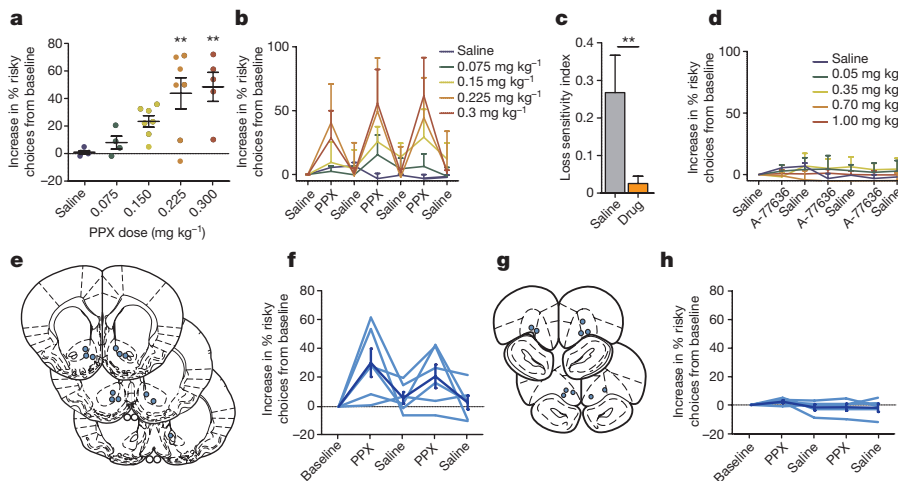 a
Increase in % risky
choices from baseline
80
60
40
20
0
−20
**
**
Saline
0.075
0.150
0.225
0.300
PPX dose (mg kg−1)
b
Increase in % risky
choices from baseline
100
50
0
Saline
PPX
Saline
PPX
Saline
PPX
Saline
Saline
0.075 mg kg−1
0.15 mg kg−1
0.225 mg kg−1
0.3 mg kg−1
c
Loss sensitivity index
0.4
0.3
0.2
0.1
0
**
Saline
Drug
d
Increase in % risky
choices from baseline
100
50
0
Saline
A-77636
Saline
A-77636
Saline
A-77636
Saline
Saline
0.05 mg kg
0.35 mg kg
0.70 mg kg
1.00 mg kg
e
f
Increase in % risky
choices from baseline
80
60
40
20
0
−20
Baseline
PPX
Saline
PPX
Saline
g
h
Increase in % risky
choices from baseline
80
60
40
20
0
−20
Baseline
PPX
Saline
PPX
Saline